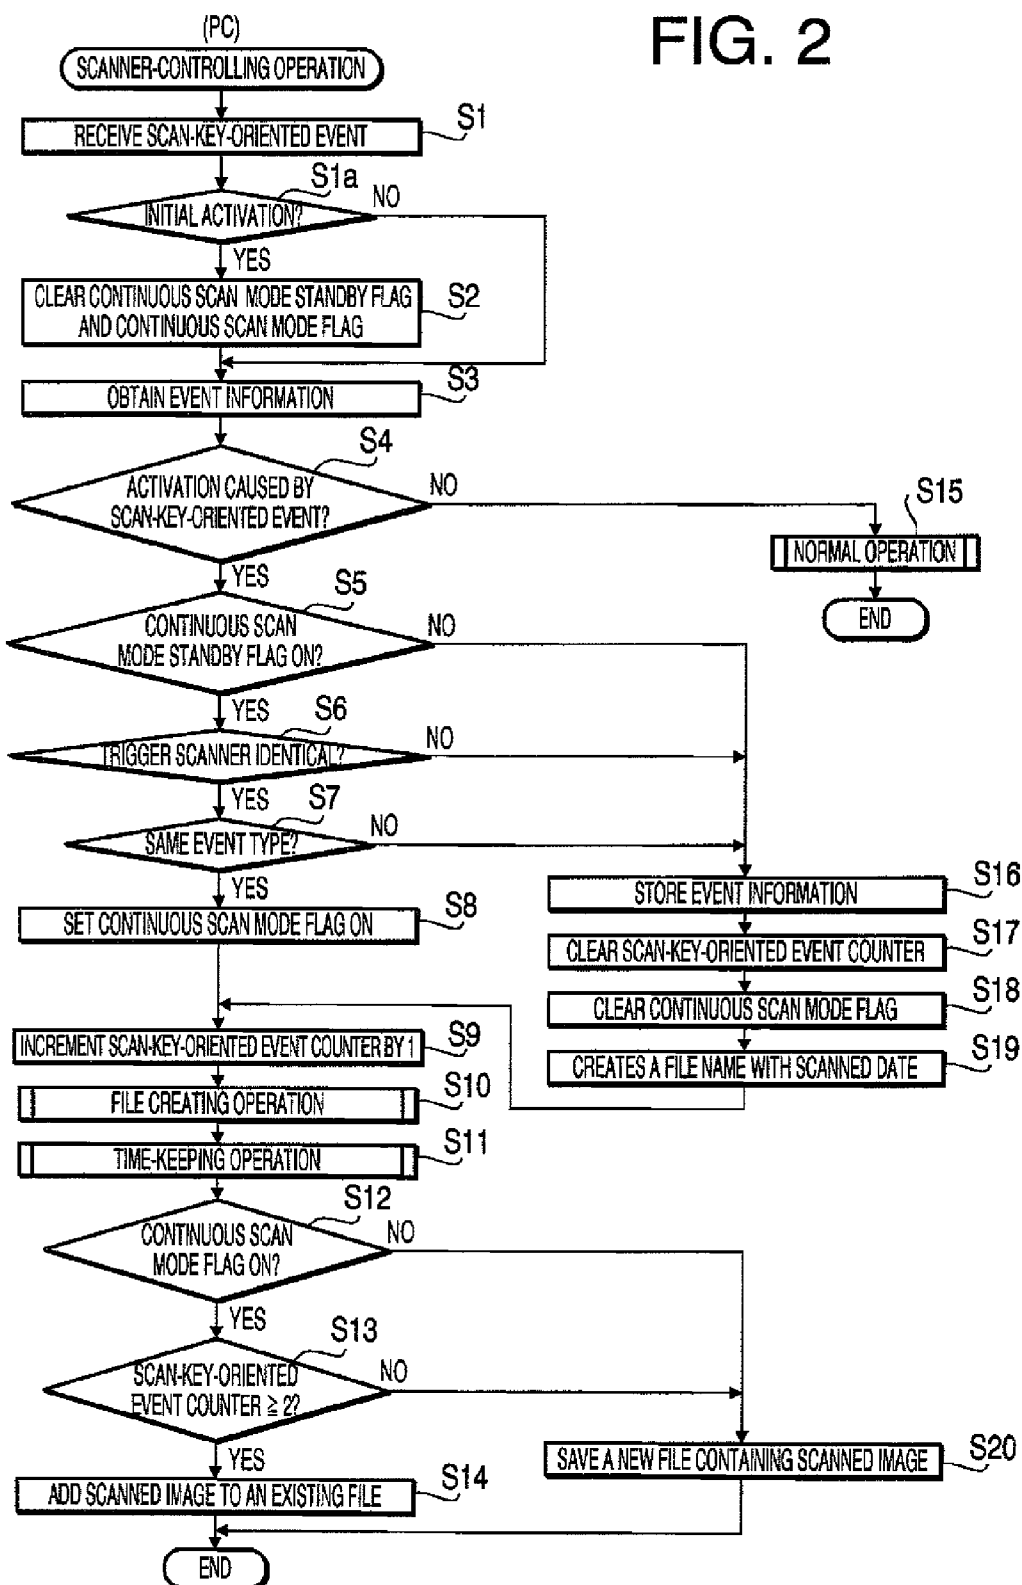 FIG. 2
(PC)
SCANNER-CONTROLLING OPERATION
RECEIVE SCAN-KEY-ORIENTED EVENT
S1
S1a
INITIAL ACTIVATION?
NO
YES
CLEAR CONTINUOUS SCAN MODE STANDBY FLAG
AND CONTINUOUS SCAN MODE FLAG
S2
S3
OBTAIN EVENT INFORMATION
S4
ACTIVATION CAUSED BY
SCAN-KEY-ORIENTED EVENT?
NO
YES
S15
NORMAL OPERATION
END
S5
CONTINUOUS SCAN
MODE STANDBY FLAG ON?
NO
YES
S6
TRIGGER SCANNER IDENTICAL?
NO
YES
S7
SAME EVENT TYPE?
NO
YES
SET CONTINUOUS SCAN MODE FLAG ON
S8
STORE EVENT INFORMATION
S16
CLEAR SCAN-KEY-ORIENTED EVENT COUNTER
S17
CLEAR CONTINUOUS SCAN MODE FLAG
S18
CREATES A FILE NAME WITH SCANNED DATE
S19
INCREMENT SCAN-KEY-ORIENTED EVENT COUNTER BY 1
S9
FILE CREATING OPERATION
S10
TIME-KEEPING OPERATION
S11
S12
CONTINUOUS SCAN
MODE FLAG ON?
NO
YES
S13
SCAN-KEY-ORIENTED
EVENT COUNTER ≧ 2?
NO
YES
SAVE A NEW FILE CONTAINING SCANNED IMAGE
S20
ADD SCANNED IMAGE TO AN EXISTING FILE
S14
END